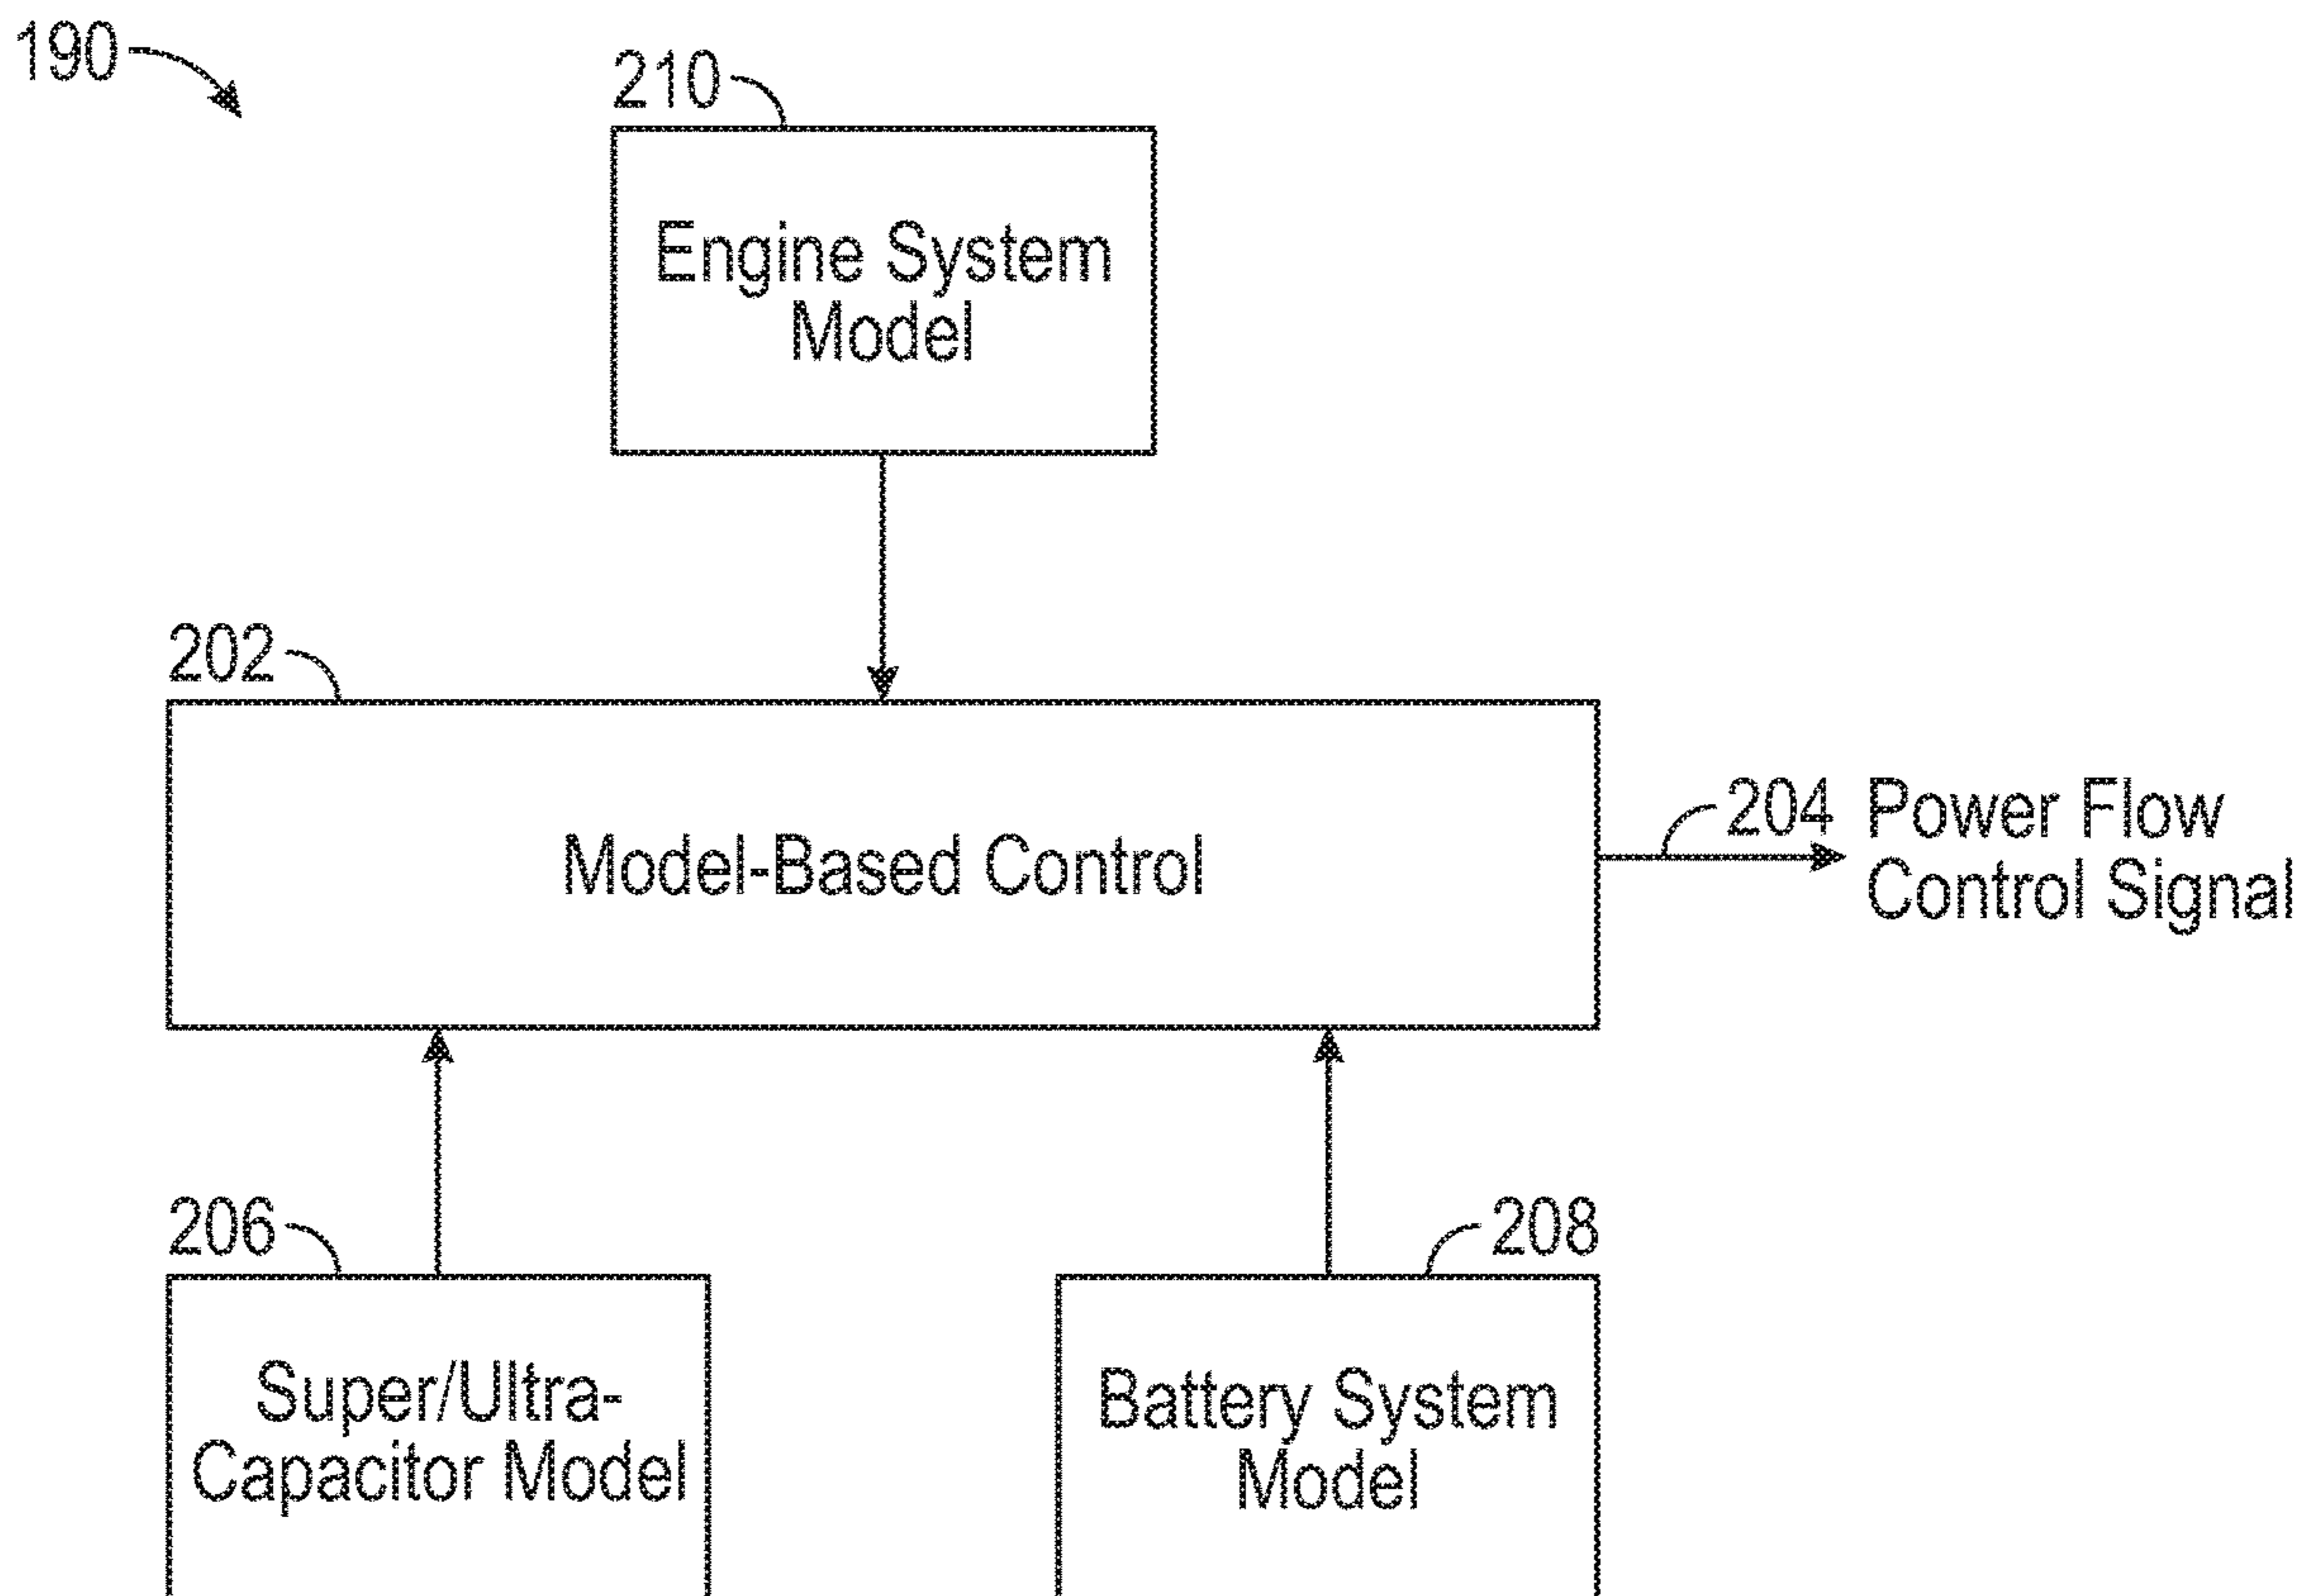 190
210
Engine System
Model
202
Model-Based Control
204 Power Flow
Control Signal
206
208
Super/Ultra-
Capacitor Model
Battery System
Model